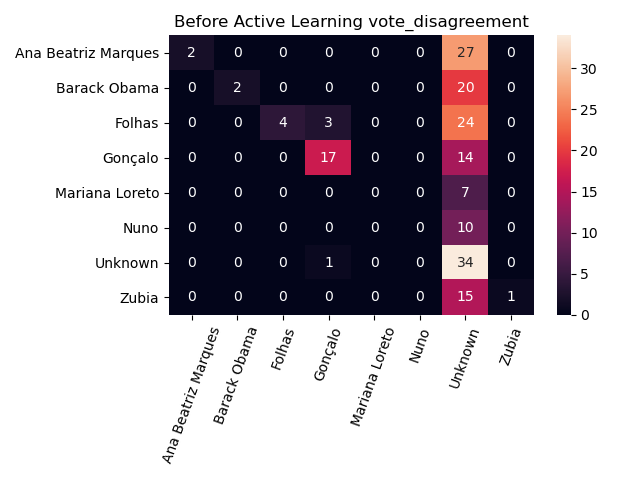 Before Active Learning vote_disagreement
Ana Beatriz Marques 2 0 0 0 0 0 27 0
Barack Obama 0 2 0 0 0 0 20 0
Folhas 0 0 4 3 0 0 24 0
Gonçalo 0 0 0 17 0 0 14 0
Mariana Loreto 0 0 0 0 0 0 7 0
Nuno 0 0 0 0 0 0 10 0
Unknown 0 0 0 1 0 0 34 0
Zubia 0 0 0 0 0 0 15 1
Ana Beatriz Marques
Barack Obama
Folhas
Gonçalo
Mariana Loreto
Nuno
Unknown
Zubia
30
25
20
15
10
5
0